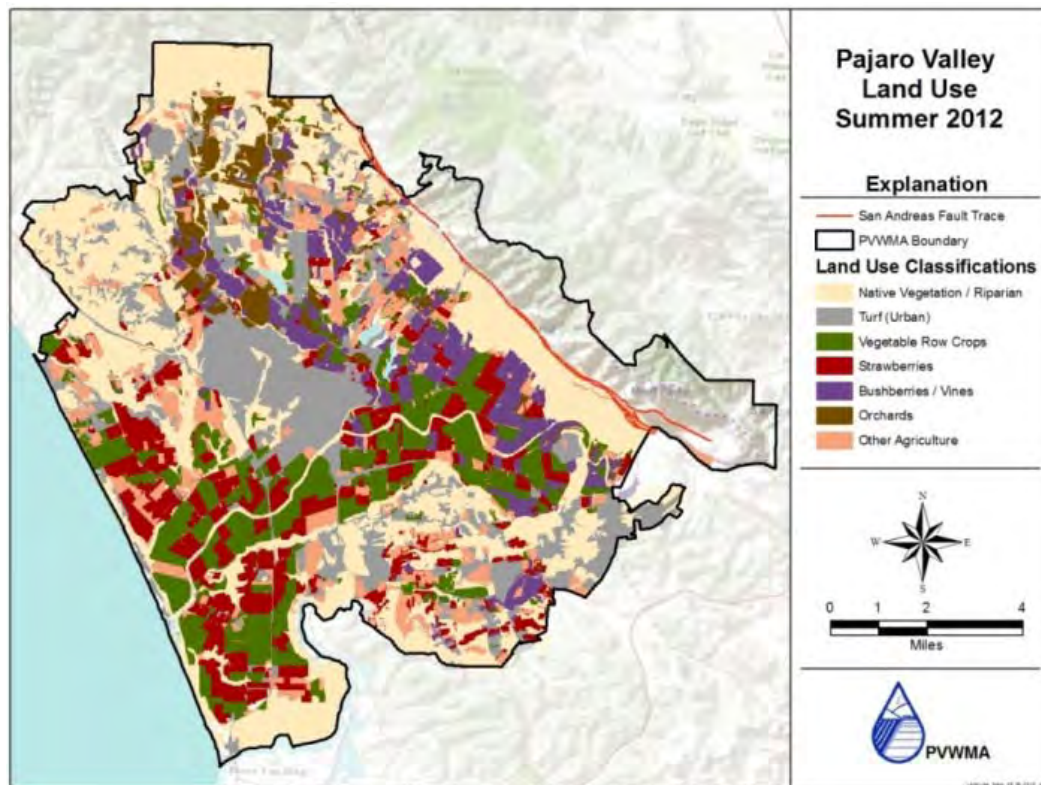 Pajaro Valley
Land Use
Summer 2012
Explanation
San Andreas Fault Trace
PVWMA Boundary
Land Use Classifications
Native Vegetation / Riparian
Turf (Urban)
Vegetable Row Crops
Strawberries
Bushberries / Vines
Orchards
Other Agriculture
N
W
E
S
0 1 2 4
Miles
PVWMA